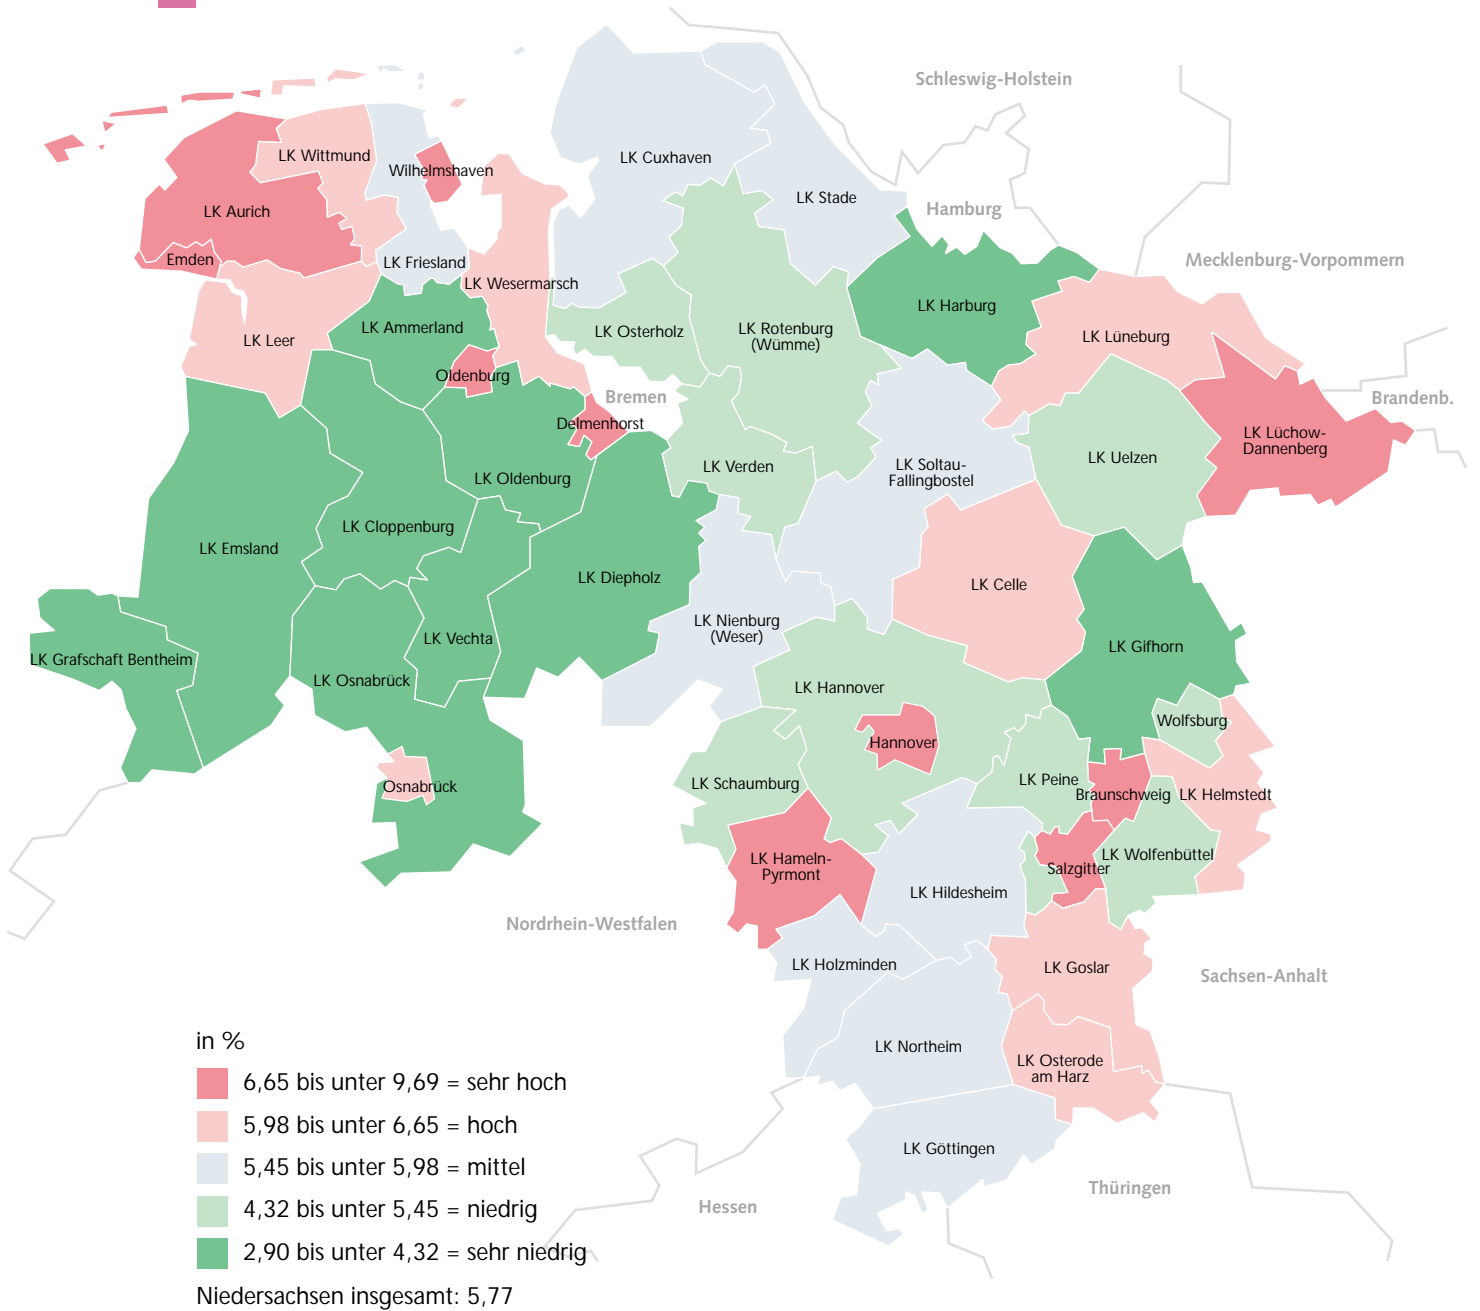 Schleswig-Holstein
LK Wittmund
LK Cuxhaven
Wilhelmshaven
LK Stade
LK Aurich
Hamburg
Emden
LK Friesland
Mecklenburg-Vorpommern
LK Wesermarsch
LK Harburg
LK Ammerland
LK Osterholz
LK Rotenburg
(Wümme)
LK Leer
LK Lüneburg
Oldenburg
Bremen
Brandenb.
Delmenhorst
LK Lüchow-
Dannenberg
LK Uelzen
LK Verden
LK Soltau-
Fallingbostel
LK Oldenburg
LK Cloppenburg
LK Emsland
LK Diepholz
LK Celle
LK Nienburg
(Weser)
LK Vechta
LK Gifhorn
LK Grafschaft Bentheim
LK Osnabrück
LK Hannover
Wolfsburg
Hannover
LK Peine
Osnabrück
LK Schaumburg
Braunschweig
LK Helmstedt
LK Hameln-
Pyrmont
LK Wolfenbüttel
Salzgitter
LK Hildesheim
Nordrhein-Westfalen
LK Holzminden
LK Goslar
Sachsen-Anhalt
LK Northeim
LK Osterode
am Harz
LK Göttingen
Thüringen
Hessen
in %
6,65 bis unter 9,69 = sehr hoch
5,98 bis unter 6,65 = hoch
5,45 bis unter 5,98 = mittel
4,32 bis unter 5,45 = niedrig
2,90 bis unter 4,32 = sehr niedrig
Niedersachsen insgesamt: 5,77